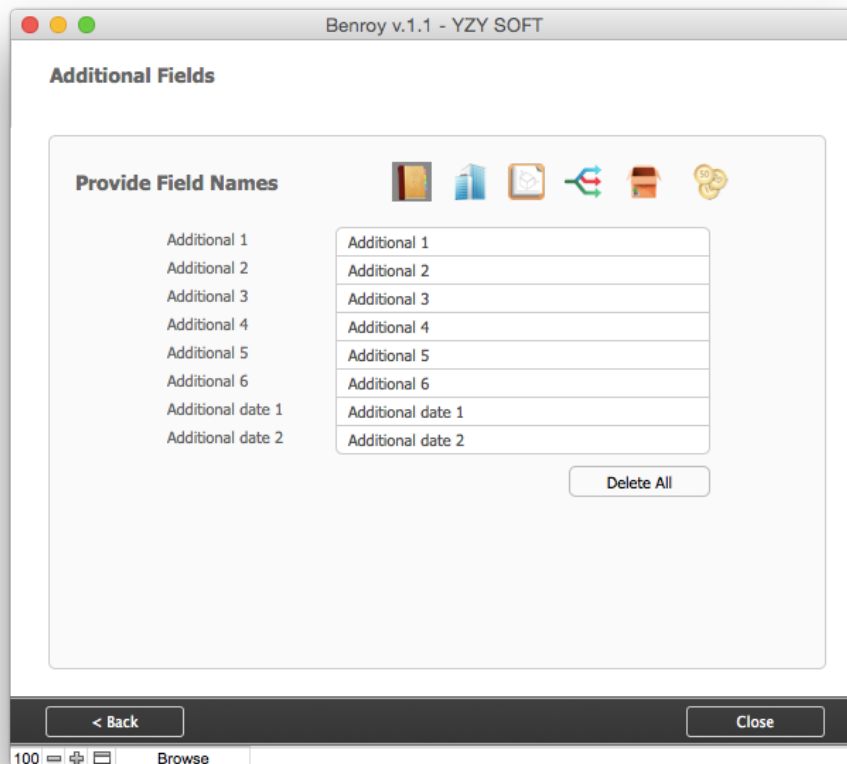 Benroy v.1.1 - YZY SOFT
Additional Fields
Provide Field Names
50
Additional 1 Additional 1
Additional 2 Additional 2
Additional 3 Additional 3
Additional 4 Additional 4
Additional 5 Additional 5
Additional 6 Additional 6
Additional date 1 Additional date 1
Additional date 2 Additional date 2
Delete All
< Back Close
100 Browse